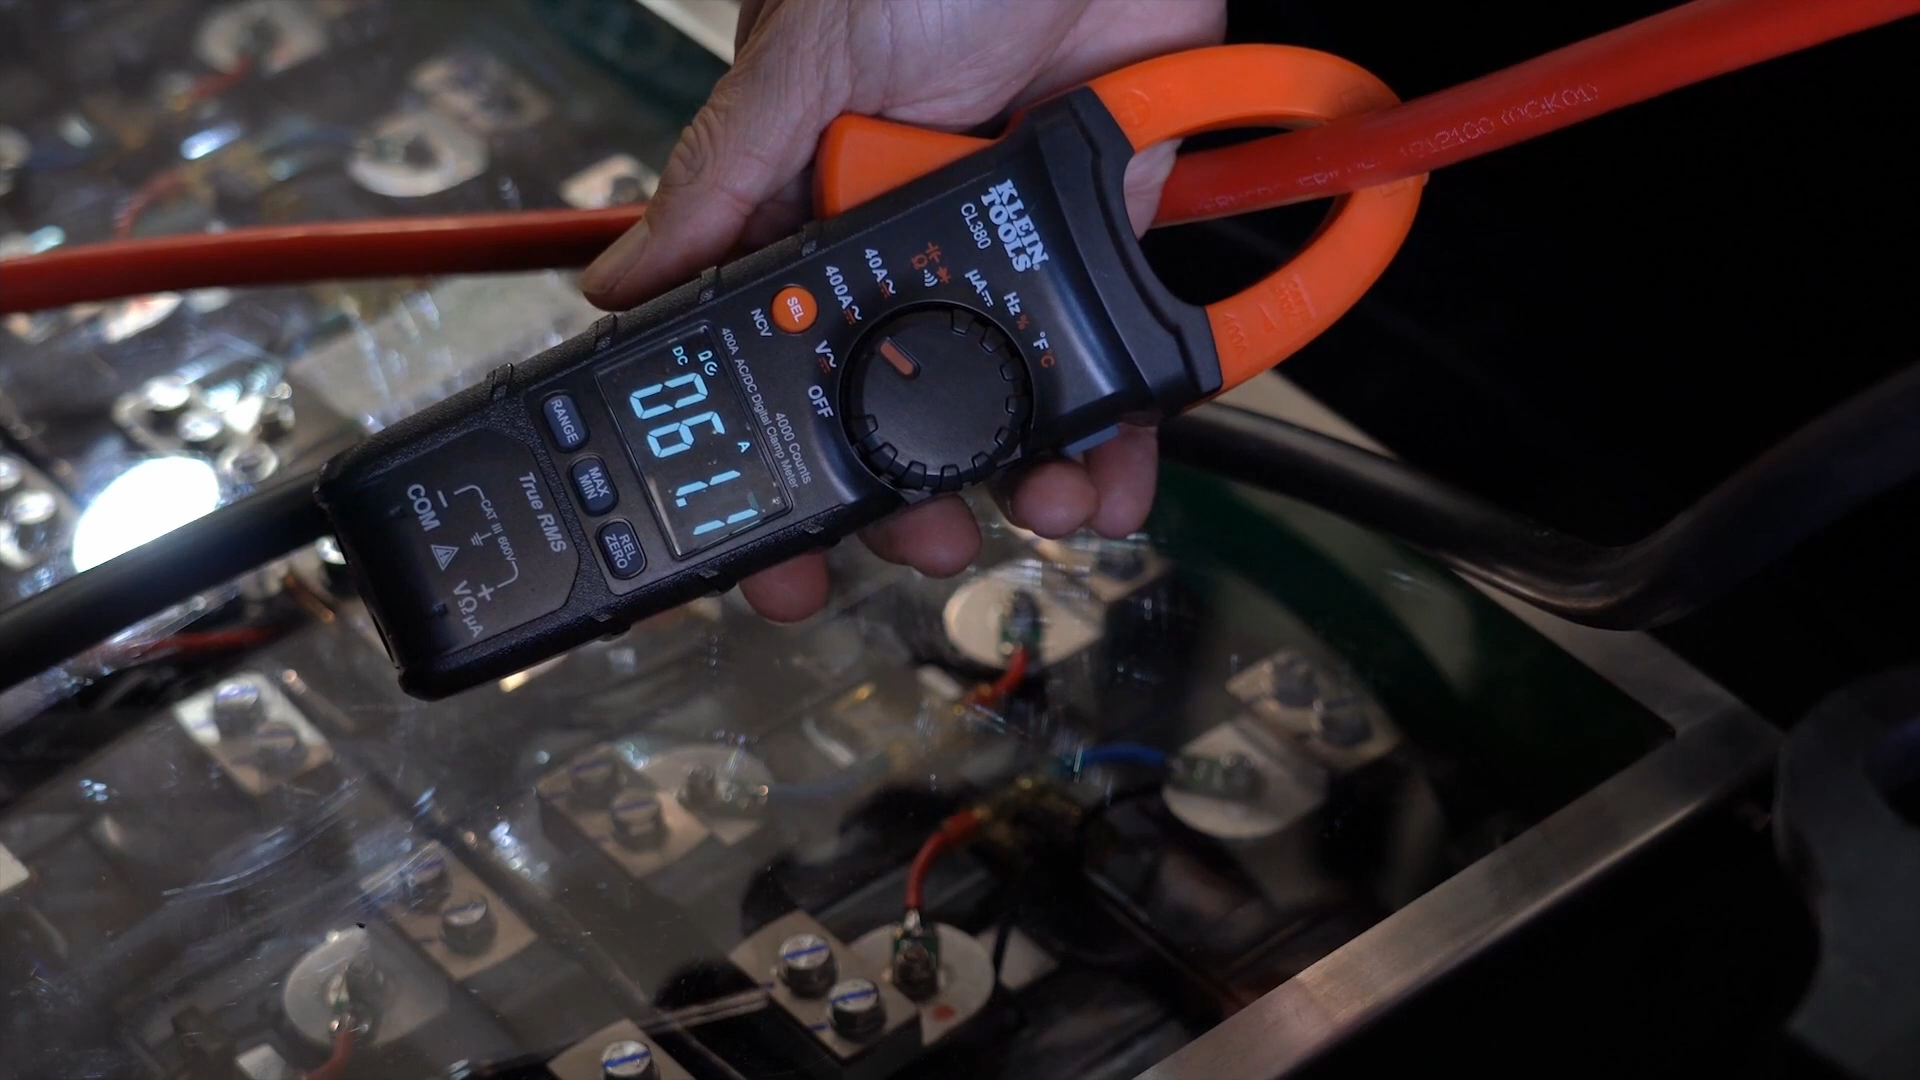 KLEIN
TOOLS®
CL380
400A AC/DC Digital Clamp Meter
4000 Counts
OFF
V
400A
40A
Ω
µA
Hz %
°F°C
SEL
NCV
DC
061.7
A
RANGE
MAX
MIN
REL
ZERO
True RMS
CAT III 600V
COM
VΩµA